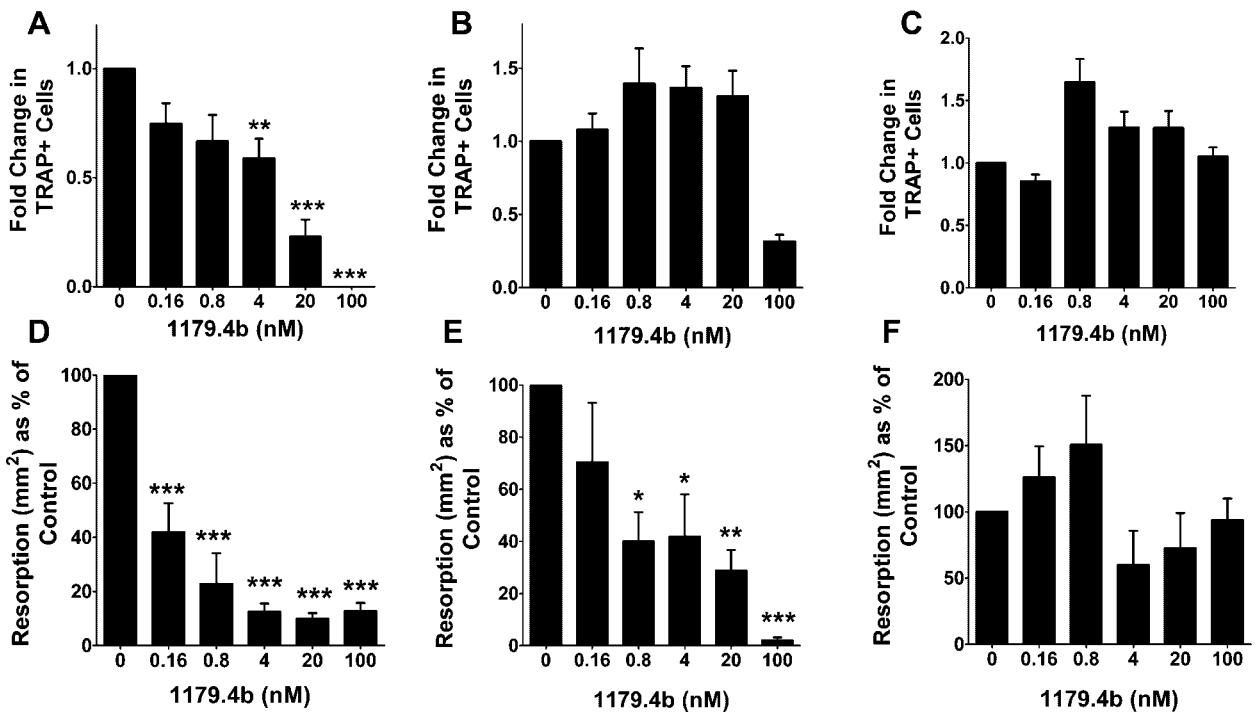 A
Fold Change in
TRAP+ Cells
1.0
0.5
0.0
**
***
***
0 0.16 0.8 4 20 100
1179.4b (nM)
B
Fold Change in
TRAP+ Cells
1.5
1.0
0.5
0.0
0 0.16 0.8 4 20 100
1179.4b (nM)
C
Fold Change in
TRAP+ Cells
2.0
1.5
1.0
0.5
0.0
0 0.16 0.8 4 20 100
1179.4b (nM)
D
Resorption (mm²) as % of
Control
100
80
60
40
20
0
***
***
***
***
***
0 0.16 0.8 4 20 100
1179.4b (nM)
E
Resorption (mm²) as % of
Control
100
80
60
40
20
0
*
*
**
***
0 0.16 0.8 4 20 100
1179.4b (nM)
F
Resorption (mm²) as % of
Control
200
150
100
50
0
0 0.16 0.8 4 20 100
1179.4b (nM)